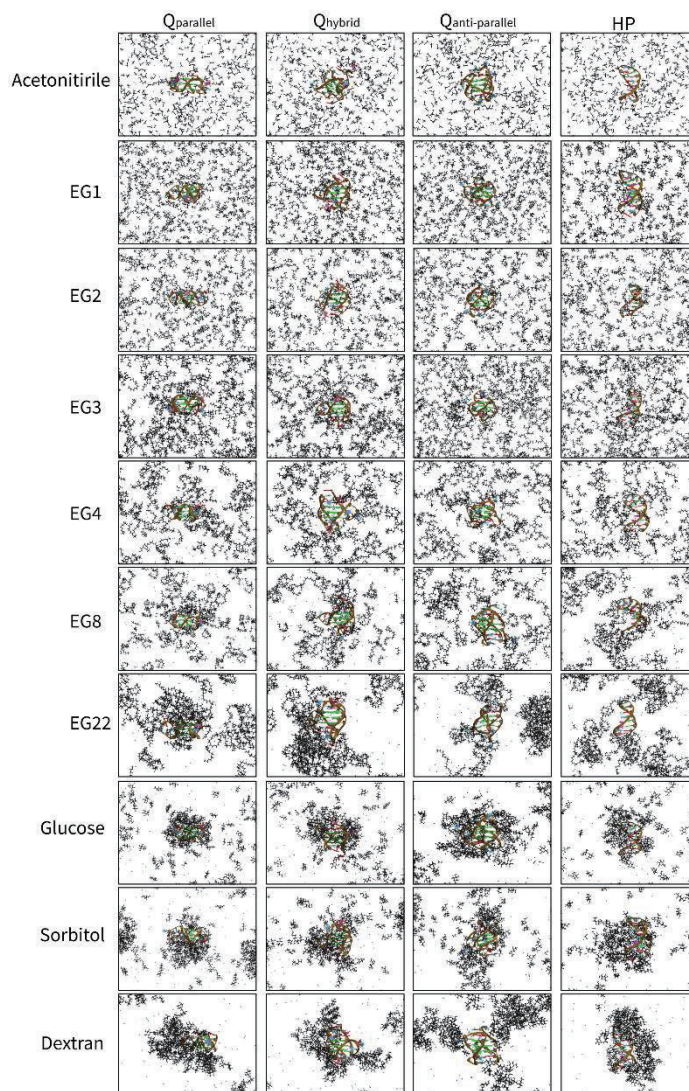 Qparallel Qhybrid Qanti-parallel HP
Acetonitirile
EG1
EG2
EG3
EG4
EG8
EG22
Glucose
Sorbitol
Dextran